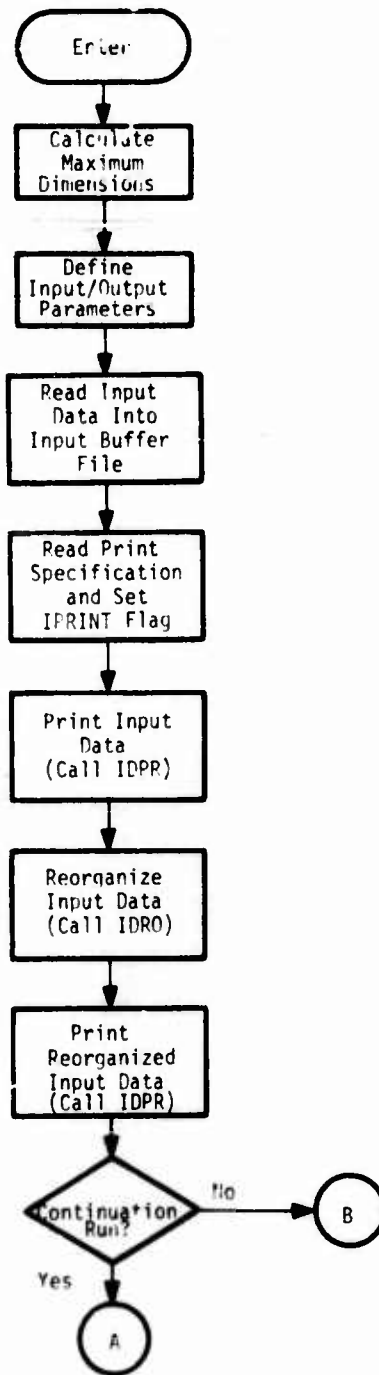 Enter
Calculate
Maximum
Dimensions
Define
Input/Output
Parameters
Read Input
Data Into
Input Buffer
File
Read Print
Specification
and Set
IPRINT Flag
Print Input
Data
(Call IDPR)
Reorganize
Input Data
(Call IDRO)
Print
Reorganized
Input Data
(Call IDPR)
Continuation
Run?
No
B
Yes
A